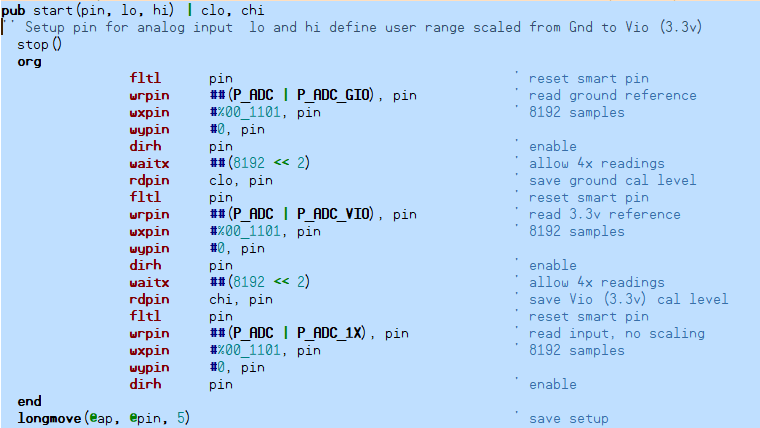 pub start(pin, lo, hi) | clo, chi
'' Setup pin for analog input  lo and hi define user range scaled from Gnd to Vio (3.3v)
  stop()
  org
                fltl      pin                                   ' reset smart pin
                wrpin     ##(P_ADC | P_ADC_GIO), pin            ' read ground reference
                wxpin     #%00_1101, pin                        ' 8192 samples
                wypin     #0, pin
                dirh      pin                                   ' enable
                waitx     ##(8192 << 2)                         ' allow 4x readings
                rdpin     clo, pin                              ' save ground cal level
                fltl      pin                                   ' reset smart pin
                wrpin     ##(P_ADC | P_ADC_VIO), pin            ' read 3.3v reference
                wxpin     #%00_1101, pin                        ' 8192 samples
                wypin     #0, pin
                dirh      pin                                   ' enable
                waitx     ##(8192 << 2)                         ' allow 4x readings
                rdpin     chi, pin                              ' save Vio (3.3v) cal level
                fltl      pin                                   ' reset smart pin
                wrpin     ##(P_ADC | P_ADC_1X), pin             ' read input, no scaling
                wxpin     #%00_1101, pin                        ' 8192 samples
                wypin     #0, pin
                dirh      pin                                   ' enable
  end
  longmove(@ap, @pin, 5)                                        ' save setup